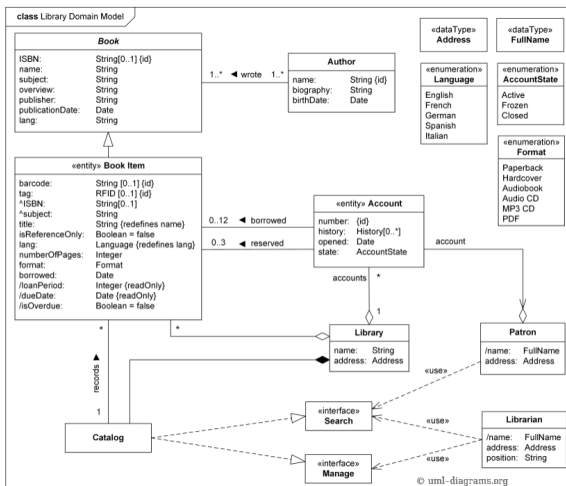 class Library Domain Model
Book
ISBN: String[0..1] {id}
name: String
subject: String
overview: String
publisher: String
publicationDate: Date
lang: String
1..* ◄ wrote 1..*
Author
name: String {id}
biography: String
birthDate: Date
«dataType»
Address
«dataType»
FullName
«enumeration»
Language
English
French
German
Spanish
Italian
«enumeration»
AccountState
Active
Frozen
Closed
«enumeration»
Format
Paperback
Hardcover
Audiobook
Audio CD
MP3 CD
PDF
«entity» Book Item
barcode: String [0..1] {id}
tag: RFID [0..1] {id}
^ISBN: String[0..1]
^subject: String
title: String {redefines name}
isReferenceOnly: Boolean = false
lang: Language {redefines lang}
numberOfPages: Integer
format: Format
borrowed: Date
/loanPeriod: Integer {readOnly}
/dueDate: Date {readOnly}
/isOverdue: Boolean = false
0..12 ◄ borrowed
0..3 ◄ reserved
«entity» Account
number: {id}
history: History[0..*]
opened: Date
state: AccountState
account
accounts *
1
* *
Library
name: String
address: Address
Patron
/name: FullName
address: Address
records ►
1
Catalog
«use»
«interface»
Search
«use»
Librarian
/name: FullName
address: Address
position: String
«use»
«interface»
Manage
© uml-diagrams.org